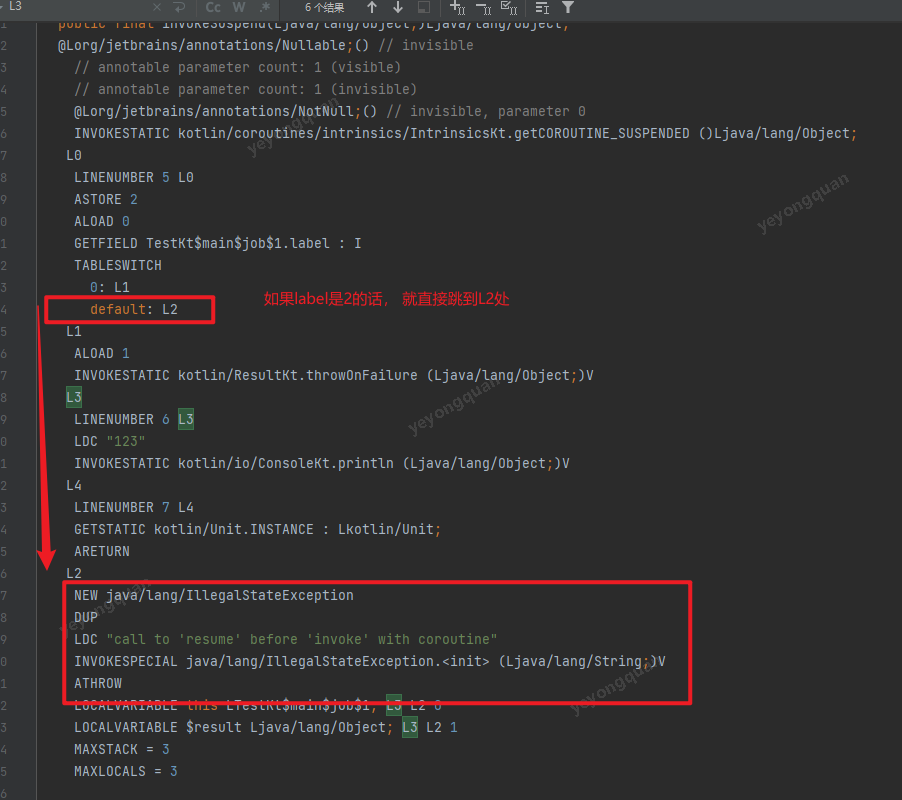 L3
Cc W .* 6 个结果
public final invokeSuspend(Ljava/lang/Object;)Ljava/lang/Object;
@Lorg/jetbrains/annotations/Nullable;() // invisible
// annotable parameter count: 1 (visible)
// annotable parameter count: 1 (invisible)
@Lorg/jetbrains/annotations/NotNull;() // invisible, parameter 0
INVOKESTATIC kotlin/coroutines/intrinsics/IntrinsicsKt.getCOROUTINE_SUSPENDED ()Ljava/lang/Object;
L0
LINENUMBER 5 L0
ASTORE 2
ALOAD 0
GETFIELD TestKt$main$job$1.label : I
TABLESWITCH
0: L1
如果label是2的话， 就直接跳到L2处
default: L2
L1
ALOAD 1
INVOKESTATIC kotlin/ResultKt.throwOnFailure (Ljava/lang/Object;)V
L3
LINENUMBER 6 L3
LDC "123"
INVOKESTATIC kotlin/io/ConsoleKt.println (Ljava/lang/Object;)V
L4
LINENUMBER 7 L4
GETSTATIC kotlin/Unit.INSTANCE : Lkotlin/Unit;
ARETURN
L2
NEW java/lang/IllegalStateException
DUP
LDC "call to 'resume' before 'invoke' with coroutine"
INVOKESPECIAL java/lang/IllegalStateException.<init> (Ljava/lang/String;)V
ATHROW
LOCALVARIABLE this LTestKt$main$job$1; L3 L2 0
LOCALVARIABLE $result Ljava/lang/Object; L3 L2 1
MAXSTACK = 3
MAXLOCALS = 3
yeyongquan
yeyongquan
yeyongquan
yeyongquan
yeyongquan